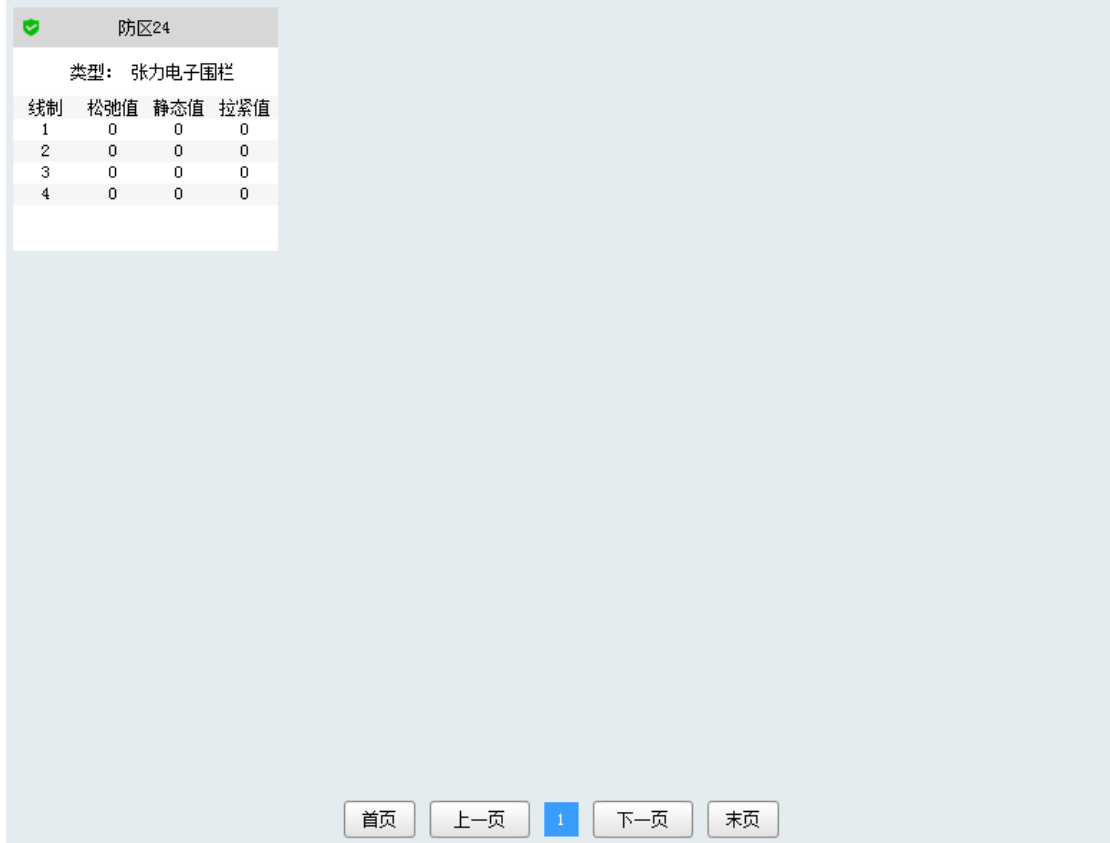 防区24
类型： 张力电子围栏
线制 松弛值 静态值 拉紧值
1 0 0 0
2 0 0 0
3 0 0 0
4 0 0 0
首页 上一页 1 下一页 末页